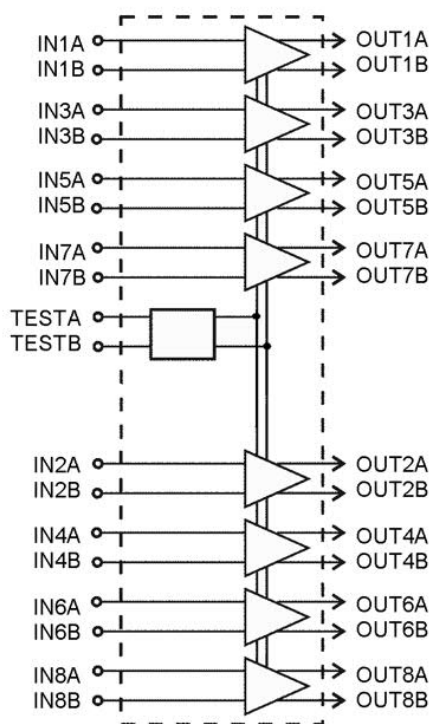 IN1A OUT1A
IN1B OUT1B
IN3A OUT3A
IN3B OUT3B
IN5A OUT5A
IN5B OUT5B
IN7A OUT7A
IN7B OUT7B
TESTA
TESTB
IN2A OUT2A
IN2B OUT2B
IN4A OUT4A
IN4B OUT4B
IN6A OUT6A
IN6B OUT6B
IN8A OUT8A
IN8B OUT8B